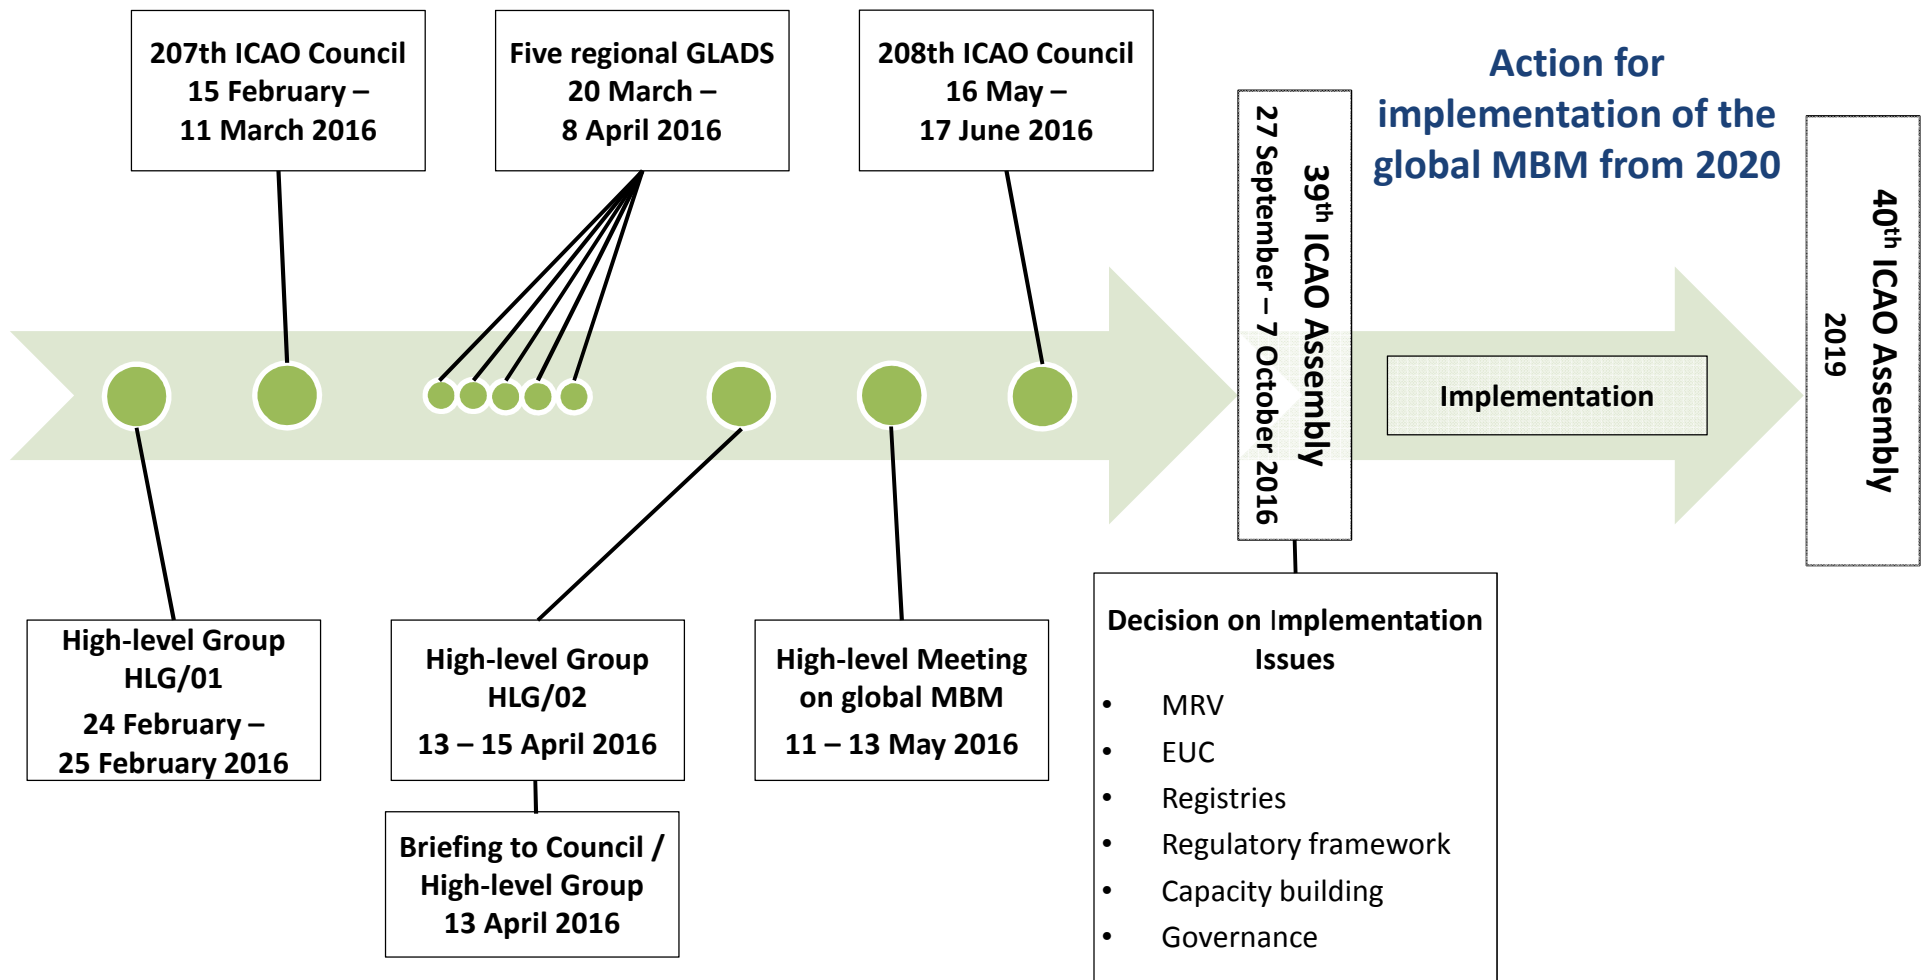 207th ICAO Council
15 February –
11 March 2016
Five regional GLADS
20 March –
8 April 2016
208th ICAO Council
16 May –
17 June 2016
Action for
implementation of the
global MBM from 2020
39th ICAO Assembly
27 September – 7 October 2016
Implementation
40th ICAO Assembly
2019
High-level Group
HLG/01
24 February –
25 February 2016
High-level Group
HLG/02
13 – 15 April 2016
Briefing to Council /
High-level Group
13 April 2016
High-level Meeting
on global MBM
11 – 13 May 2016
Decision on Implementation
Issues
• MRV
• EUC
• Registries
• Regulatory framework
• Capacity building
• Governance